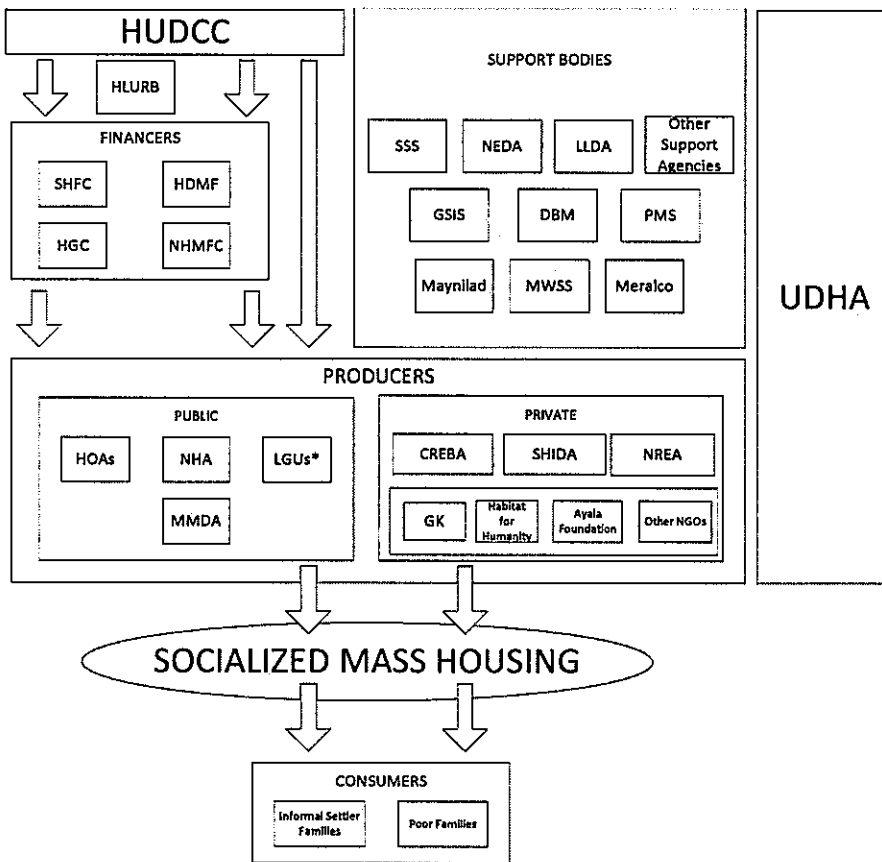 HUDCC
HLURB
FINANCERS
SHFC
HDMF
HGC
NHMFC
SUPPORT BODIES
SSS
NEDA
LLDA
Other
Support
Agencies
GSIS
DBM
PMS
Maynilad
MWSS
Meralco
UDHA
PRODUCERS
PUBLIC
HOAs
NHA
LGUs*
MMDA
PRIVATE
CREBA
SHIDA
NREA
GK
Habitat
for
Humanity
Ayala
Foundation
Other NGOs
SOCIALIZED MASS HOUSING
CONSUMERS
Informal Settler
Families
Poor Families